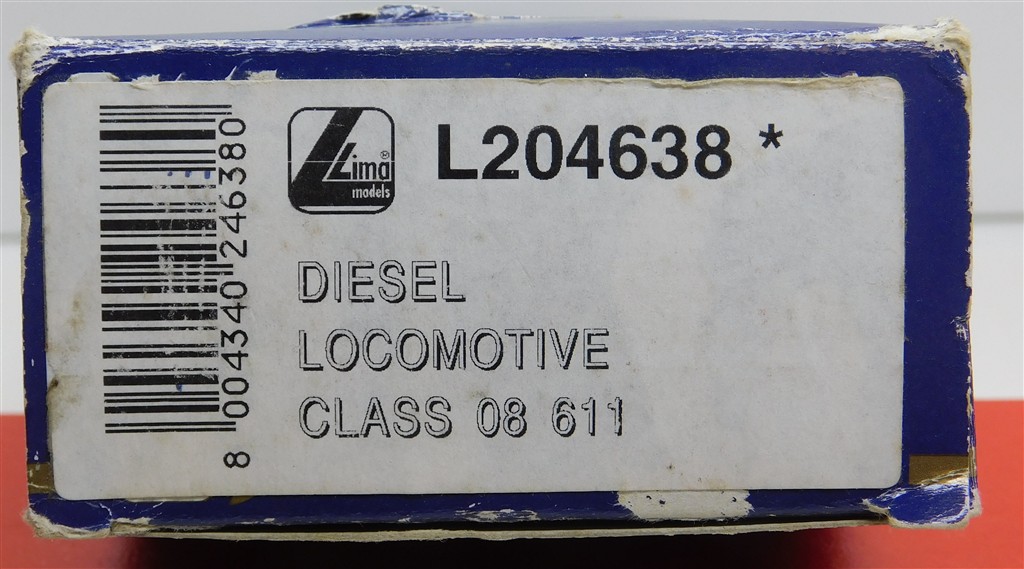 8 004340 246380
Lima®
models
L204638 *
DIESEL
LOCOMOTIVE
CLASS 08 611